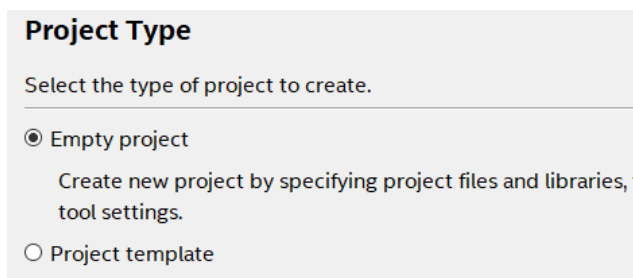 Project Type
Select the type of project to create.
Empty project
Create new project by specifying project files and libraries,
tool settings.
Project template